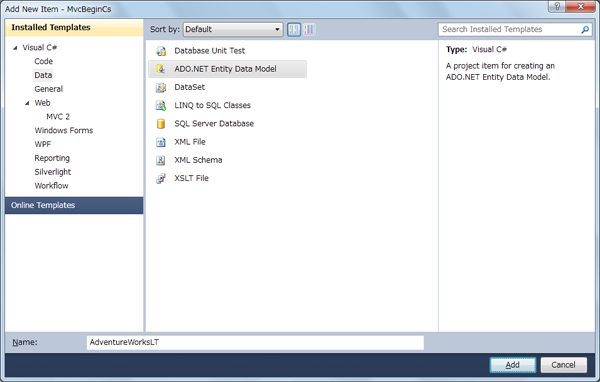 Add New Item - MvcBeginCs
Installed Templates
Sort by: Default
Search Installed Templates
Visual C#
Code
Data
General
Web
MVC 2
Windows Forms
WPF
Reporting
Silverlight
Workflow
Online Templates
Database Unit Test
ADO.NET Entity Data Model
DataSet
LINQ to SQL Classes
SQL Server Database
XML File
XML Schema
XSLT File
Type: Visual C#
A project item for creating an
ADO.NET Entity Data Model.
Name: AdventureWorksLT
Add Cancel